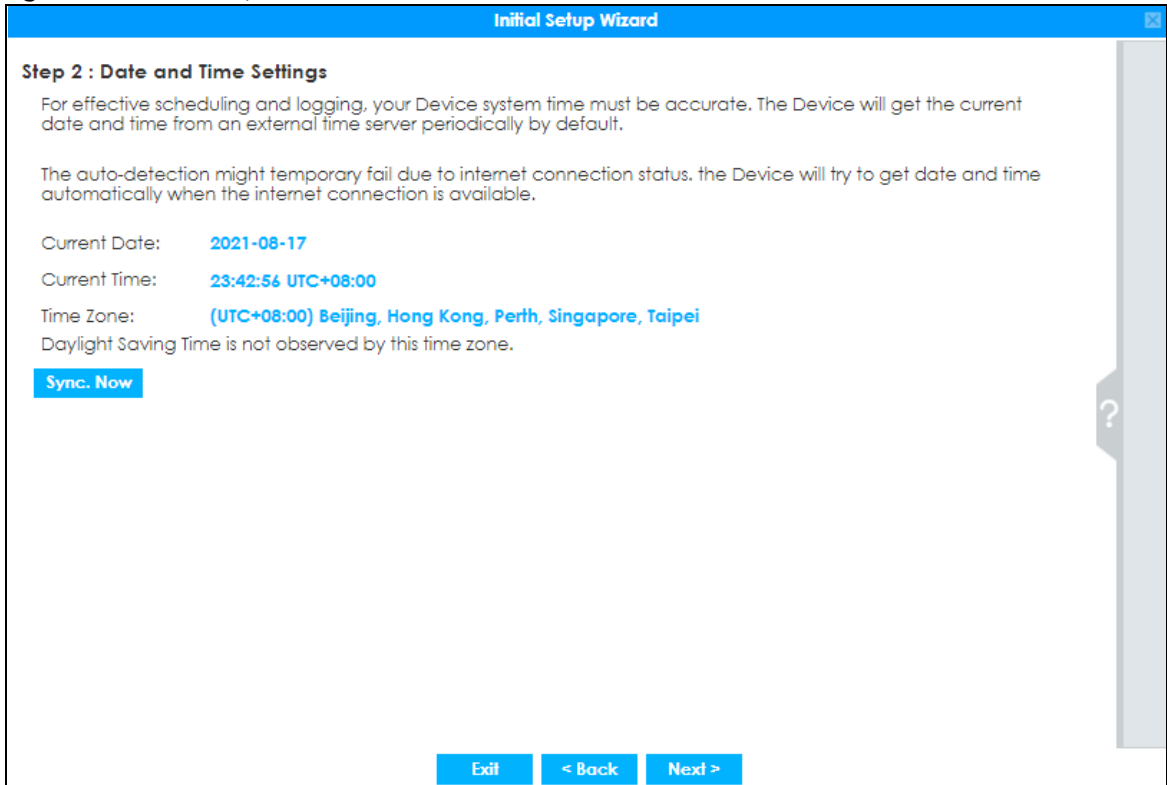 Initial Setup Wizard
Step 2 : Date and Time Settings
For effective scheduling and logging, your Device system time must be accurate. The Device will get the current
date and time from an external time server periodically by default.
The auto-detection might temporary fail due to internet connection status. the Device will try to get date and time
automatically when the internet connection is available.
Current Date: 2021-08-17
Current Time: 23:42:56 UTC+08:00
Time Zone: (UTC+08:00) Beijing, Hong Kong, Perth, Singapore, Taipei
Daylight Saving Time is not observed by this time zone.
Sync. Now
?
Exit < Back Next >